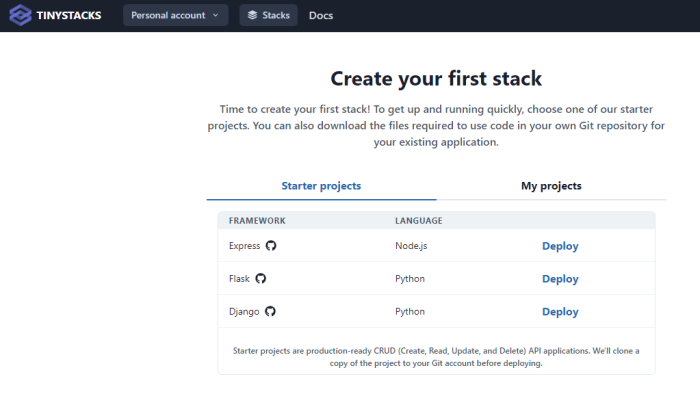 TINYSTACKS Personal account Stacks Docs
Create your first stack
Time to create your first stack! To get up and running quickly, choose one of our starter
projects. You can also download the files required to use code in your own Git repository for
your existing application.
Starter projects My projects
FRAMEWORK LANGUAGE
Express Node.js Deploy
Flask Python Deploy
Django Python Deploy
Starter projects are production-ready CRUD (Create, Read, Update, and Delete) API applications. We'll clone a
copy of the project to your Git account before deploying.